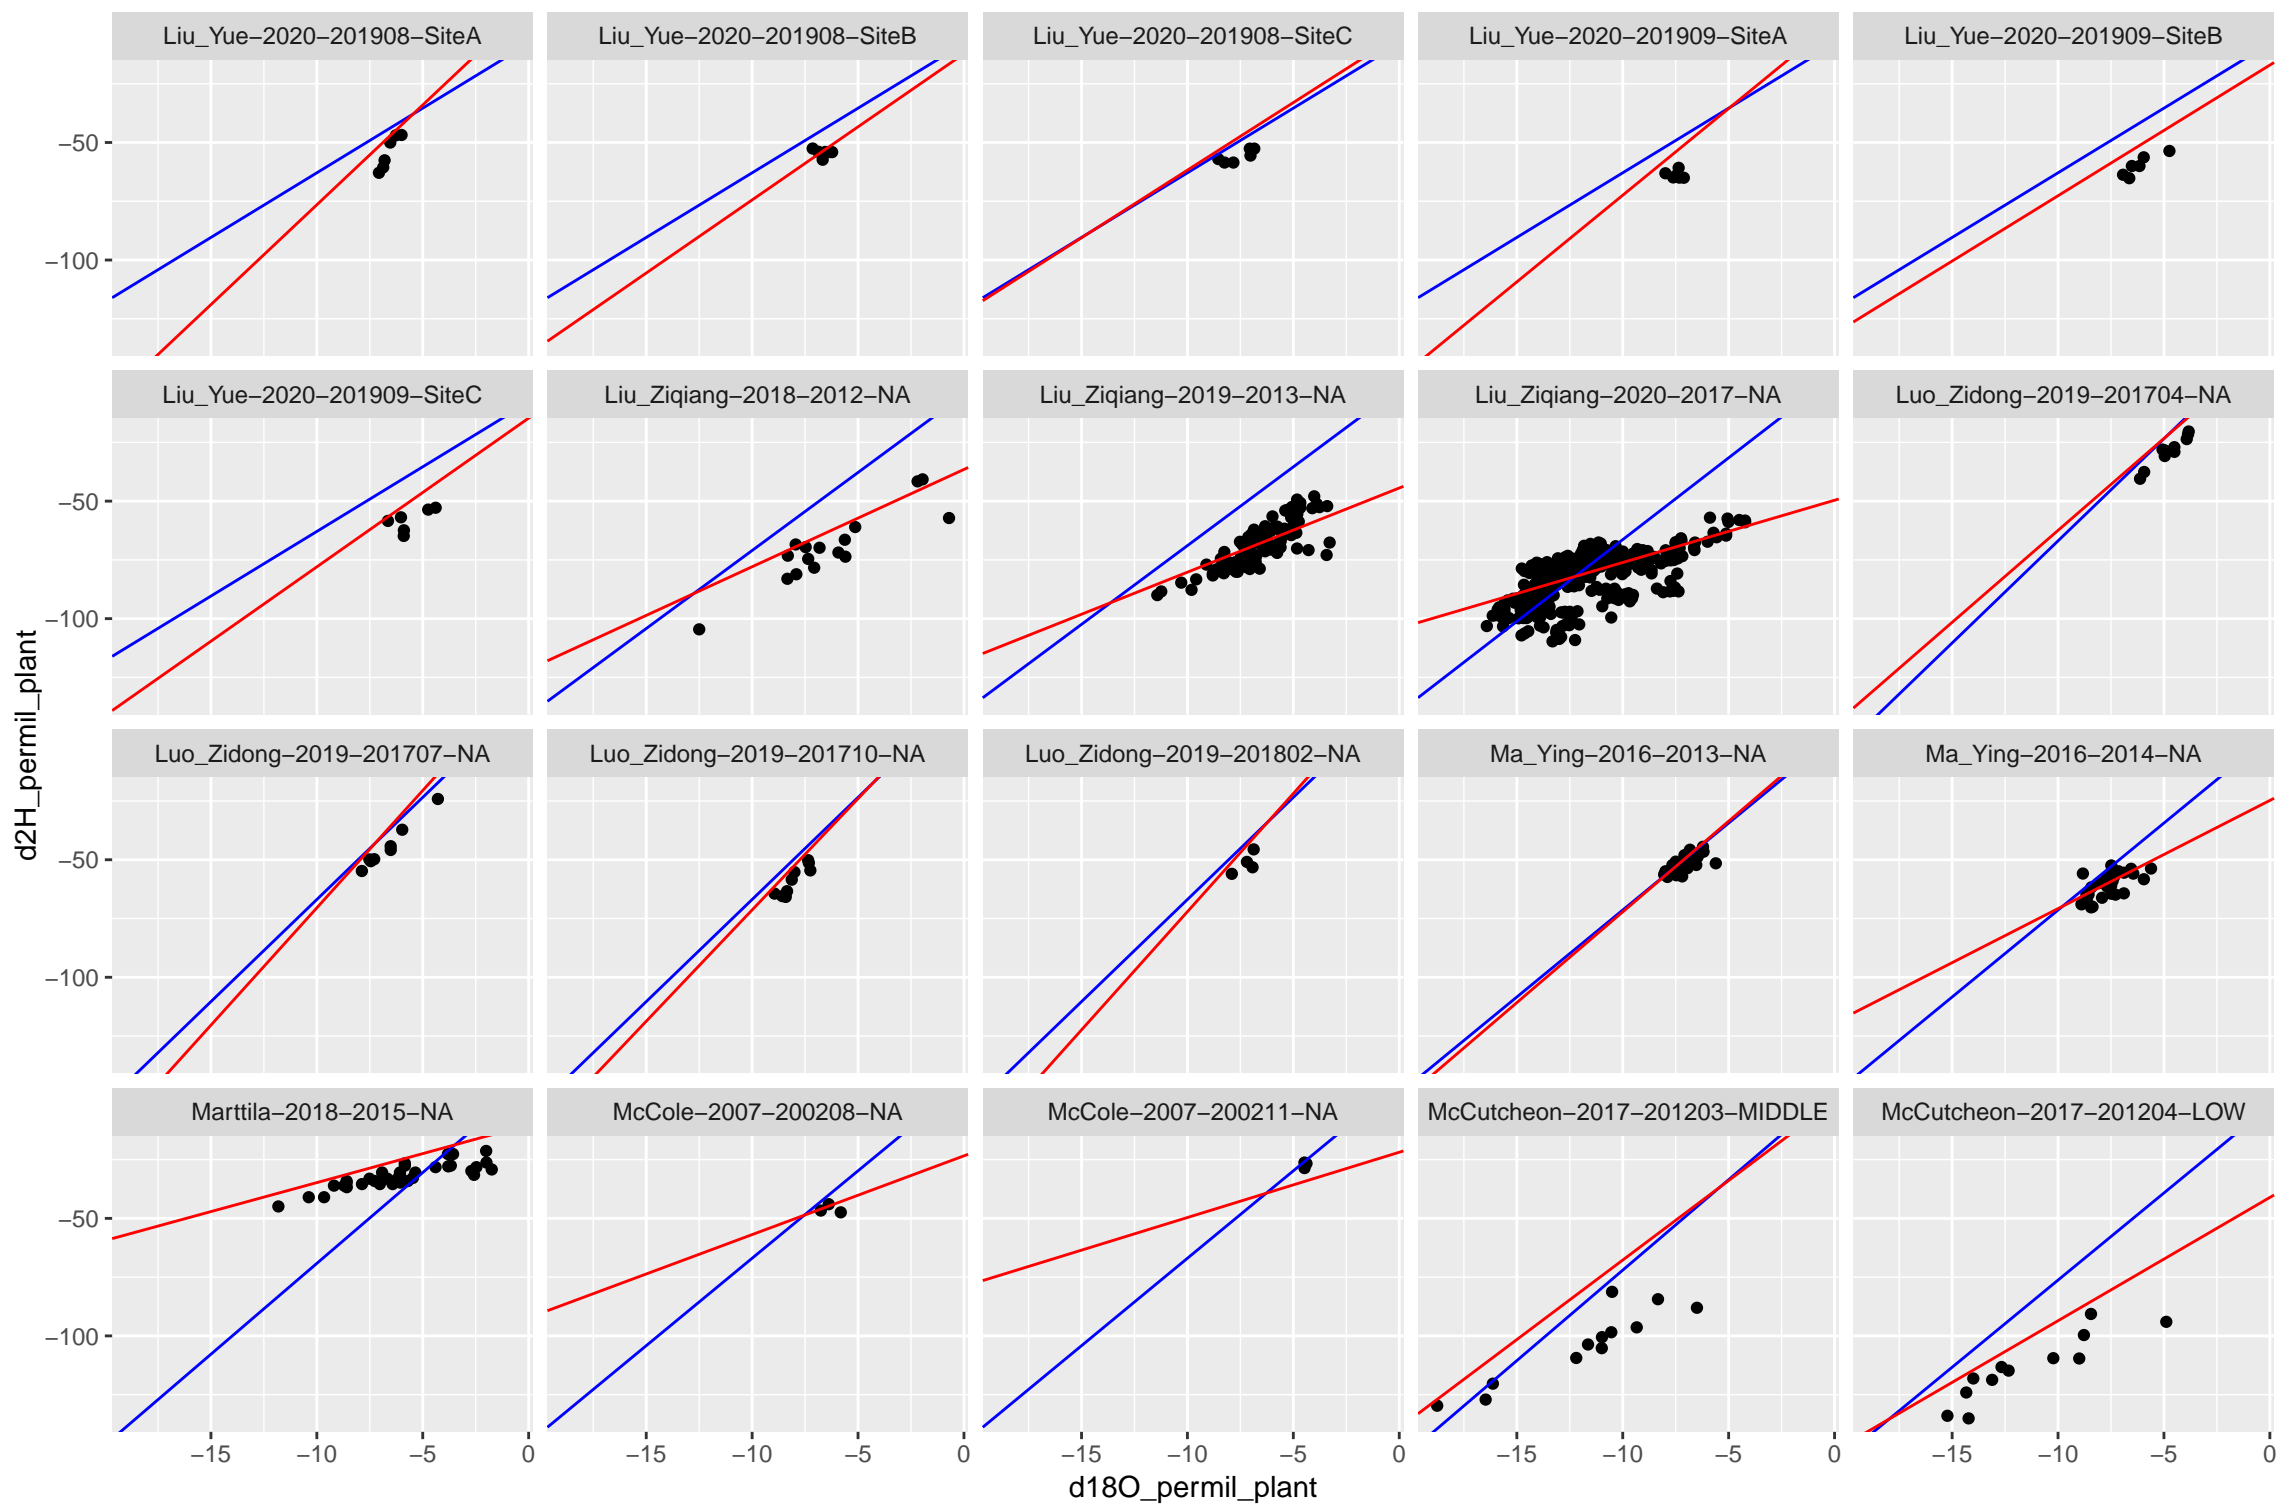 Liu_Yue−2020−201908−SiteA
Liu_Yue−2020−201908−SiteB
Liu_Yue−2020−201908−SiteC
Liu_Yue−2020−201909−SiteA
Liu_Yue−2020−201909−SiteB
−50
−100
Liu_Yue−2020−201909−SiteC
Liu_Ziqiang−2018−2012−NA
Liu_Ziqiang−2019−2013−NA
Liu_Ziqiang−2020−2017−NA
Luo_Zidong−2019−201704−NA
−50
−100
d2H_permil_plant
Luo_Zidong−2019−201707−NA
Luo_Zidong−2019−201710−NA
Luo_Zidong−2019−201802−NA
Ma_Ying−2016−2013−NA
Ma_Ying−2016−2014−NA
−50
−100
Marttila−2018−2015−NA
McCole−2007−200208−NA
McCole−2007−200211−NA
McCutcheon−2017−201203−MIDDLE
McCutcheon−2017−201204−LOW
−50
−100
−15 −10 −5 0
−15 −10 −5 0
−15 −10 −5 0
−15 −10 −5 0
−15 −10 −5 0
d18O_permil_plant